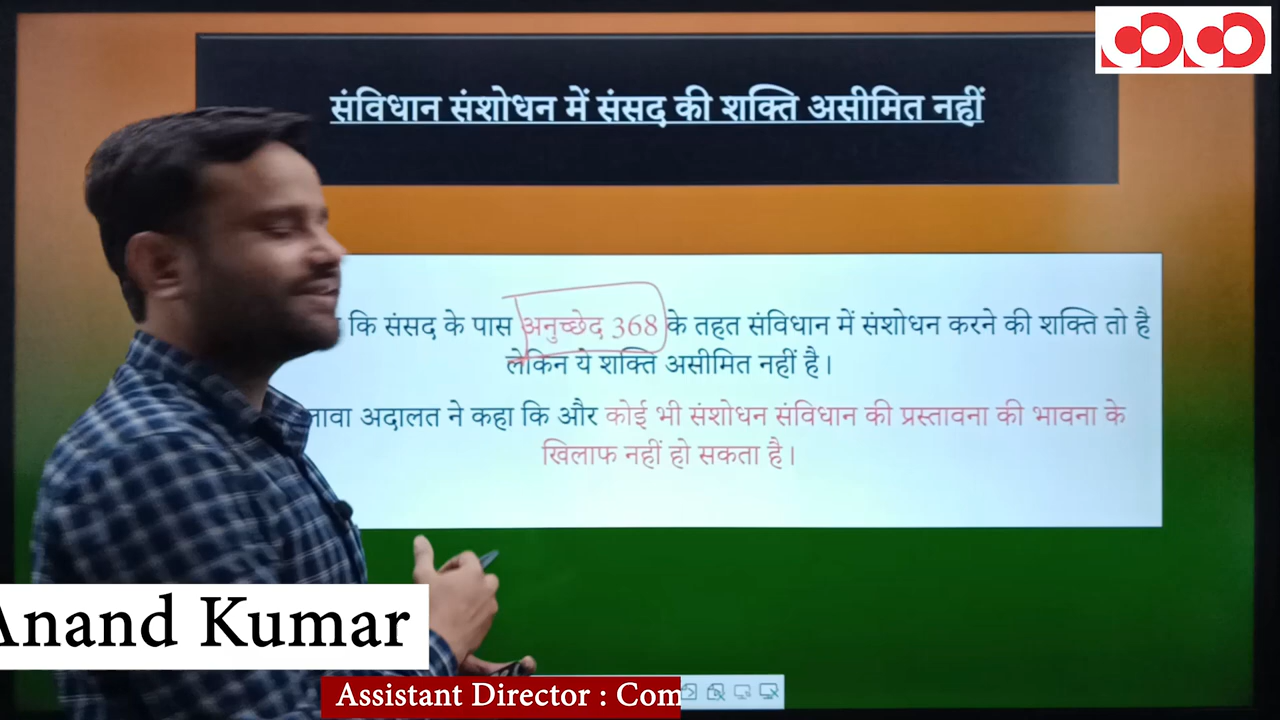 संविधान संशोधन में संसद की शक्ति असीमित नहीं
कि संसद के पास अनुच्छेद 368 के तहत संविधान में संशोधन करने की शक्ति तो है
लेकिन ये शक्ति असीमित नहीं है।
अदालत ने कहा कि और कोई भी संशोधन संविधान की प्रस्तावना की भावना के
खिलाफ नहीं हो सकता है।
Anand Kumar
Assistant Director : Com